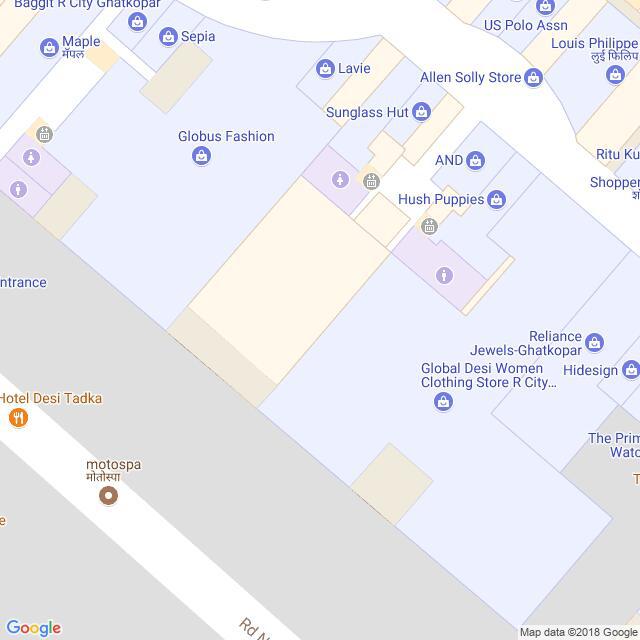 Baggit R City Ghatkopar
US Polo Assn
Maple
मॅपल
Sepia
Louis Philippe
लुई फिलिप
Lavie
Allen Solly Store
Sunglass Hut
Globus Fashion
AND
Ritu Ku
Hush Puppies
Shopper
ntrance
Reliance
Jewels-Ghatkopar
Hidesign
Global Desi Women
Clothing Store R City...
Hotel Desi Tadka
The Prim
Watc
motospa
मोतोस्पा
T
e
Rd N
Google
Map data ©2018 Google